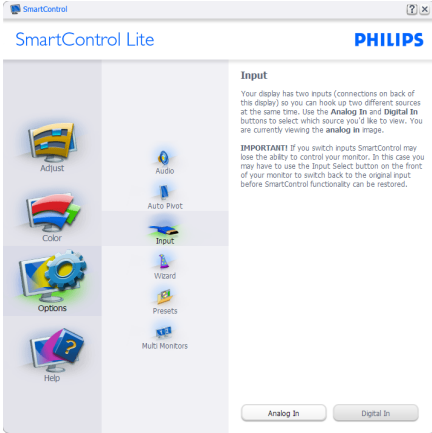 SmartControl
SmartControl Lite
PHILIPS
Adjust
Color
Options
Help
Audio
Auto Pivot
Input
Wizard
Presets
Multi Monitors
Input
Your display has two inputs (connections on back of
this display) so you can hook up two different sources
at the same time. Use the Analog In and Digital In
buttons to select which source you'd like to view. You
are currently viewing the analog in image.
IMPORTANT! If you switch inputs SmartControl may
lose the ability to control your monitor. In this case you
may have to use the Input Select button on the front
of your monitor to switch back to the original input
before SmartControl functionality can be restored.
Analog In
Digital In